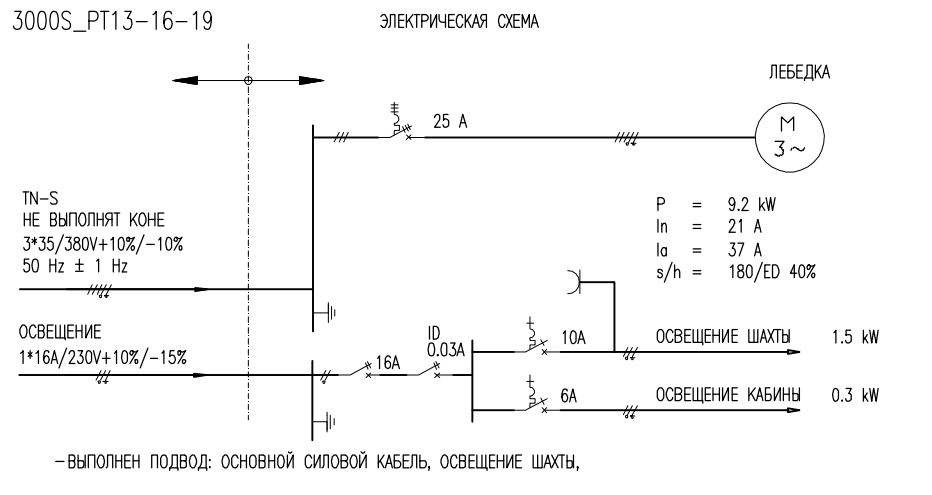 3000S_PT13-16-19
ЭЛЕКТРИЧЕСКАЯ СХЕМА
ЛЕБЕДКА
25 A
M
3~
TN-S
НЕ ВЫПОЛНЯТ КОНЕ
3*35/380V+10%/-10%
50 Hz ± 1 Hz
P = 9.2 kW
In = 21 A
Ia = 37 A
s/h = 180/ED 40%
ОСВЕЩЕНИЕ
1*16A/230V+10%/-15%
16A
ID
0.03A
10A
ОСВЕЩЕНИЕ ШАХТЫ 1.5 kW
6A
ОСВЕЩЕНИЕ КАБИНЫ 0.3 kW
-ВЫПОЛНЕН ПОДВОД: ОСНОВНОЙ СИЛОВОЙ КАБЕЛЬ, ОСВЕЩЕНИЕ ШАХТЫ,